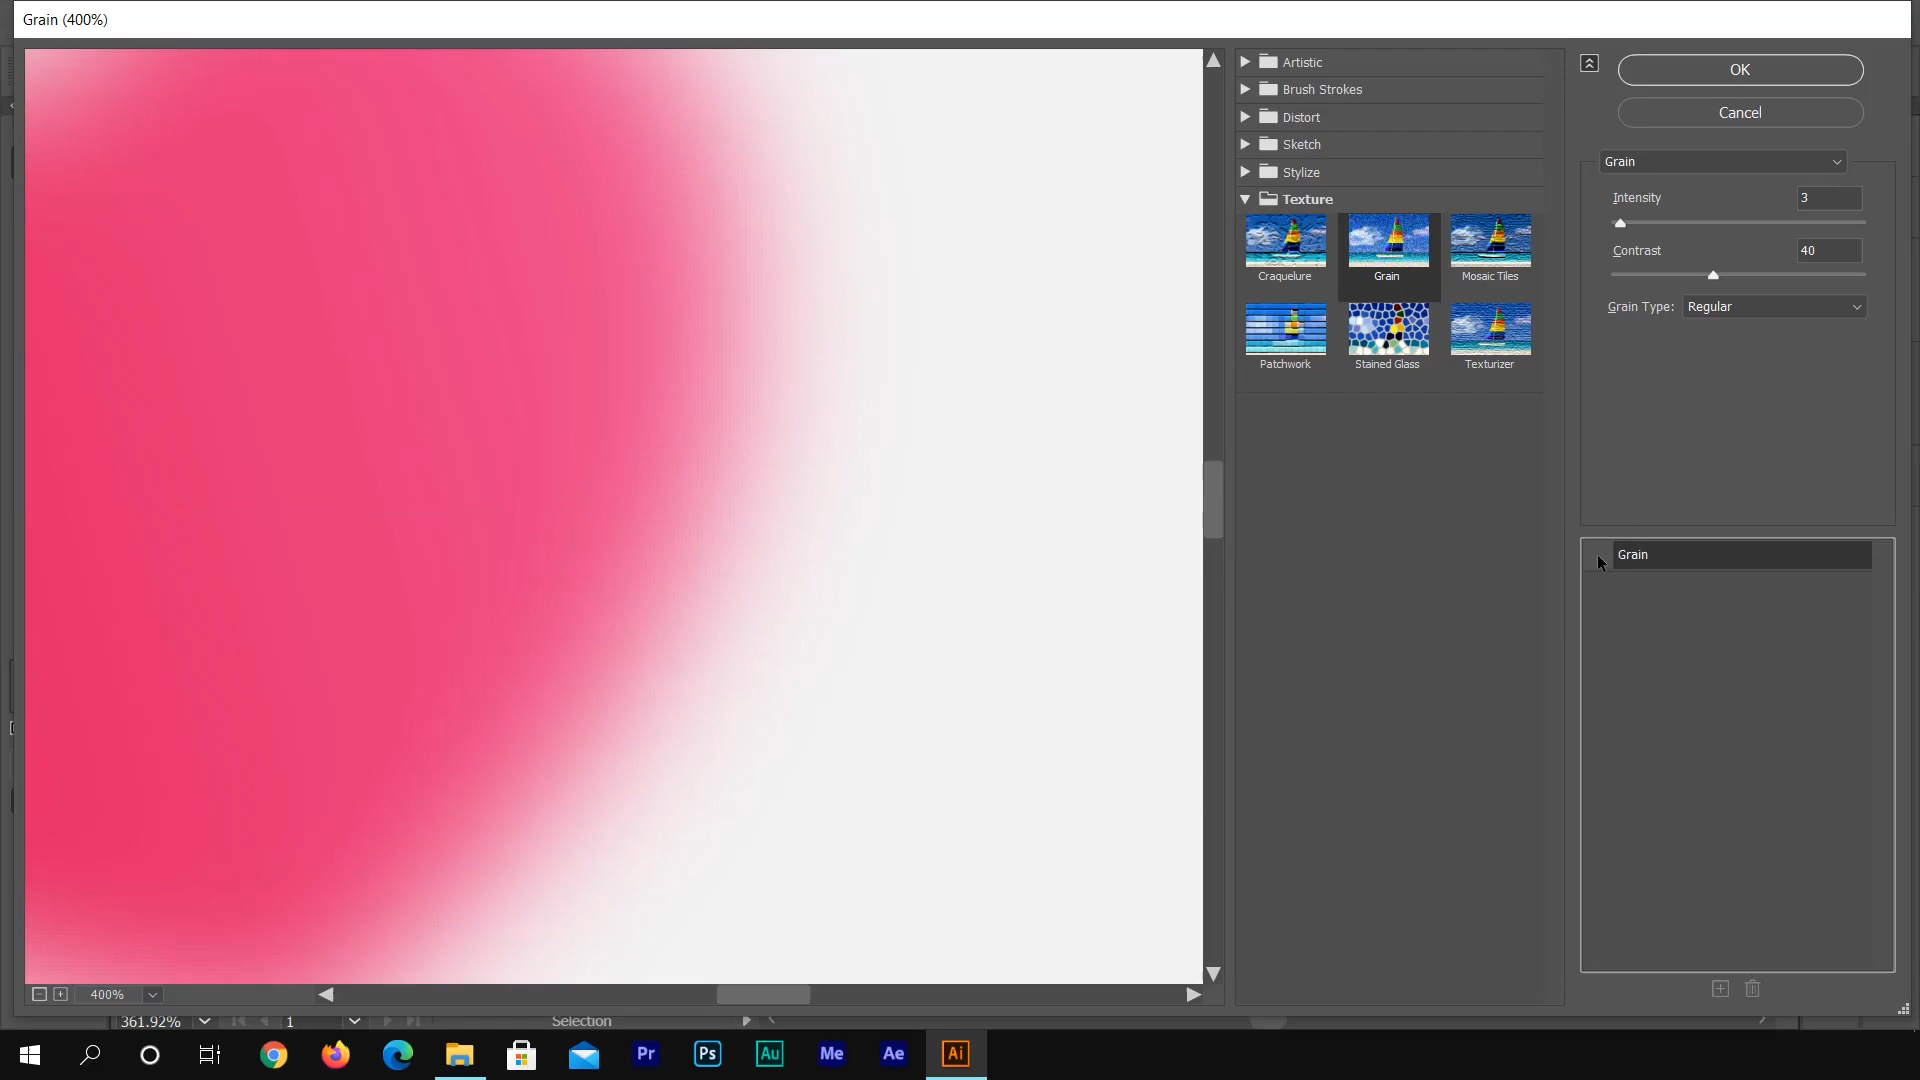 Grain (400%)
Artistic
Brush Strokes
Distort
Sketch
Stylize
Texture
Craquelure
Grain
Mosaic Tiles
Patchwork
Stained Glass
Texturizer
OK
Cancel
Grain
Intensity
3
Contrast
40
Grain Type:
Regular
Grain
400%
361.92%
1
Selection
Pr
Ps
Au
Me
Ae
Ai